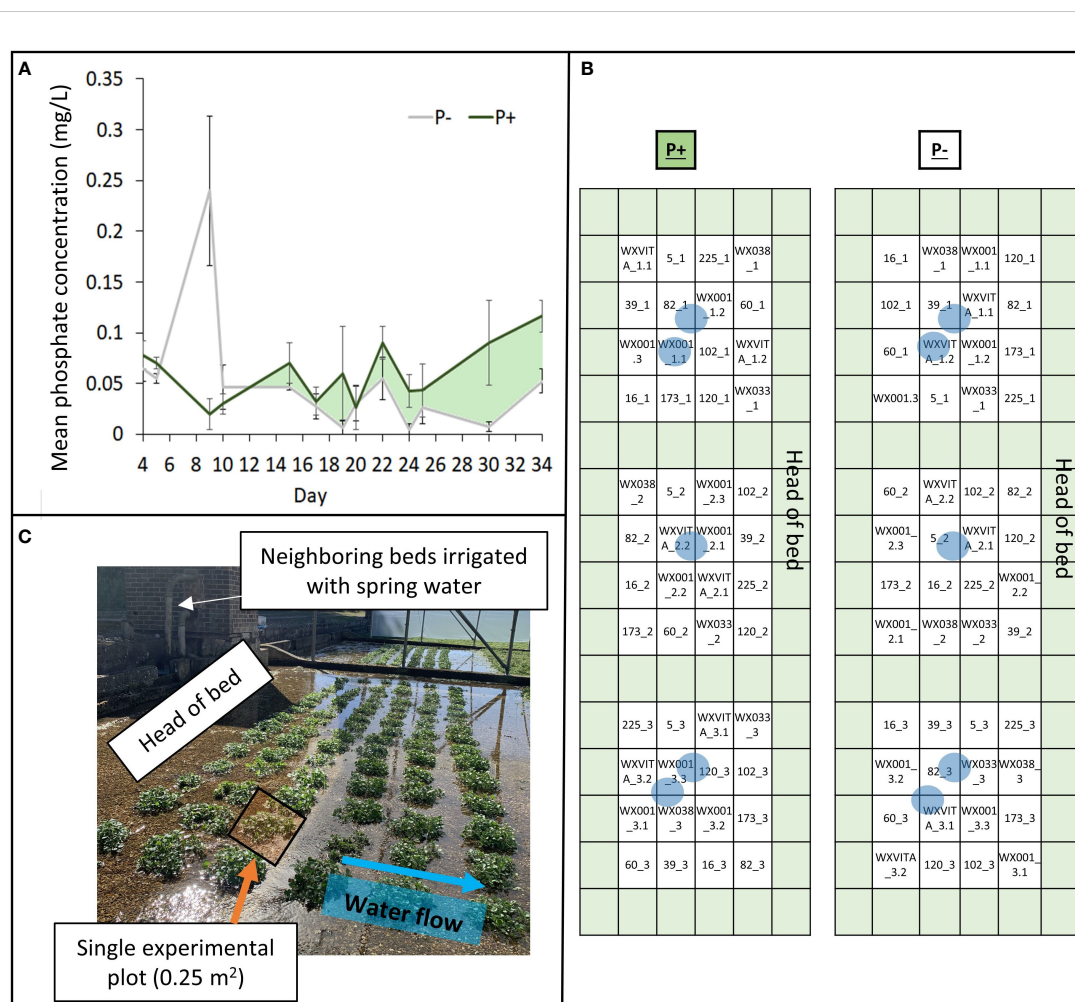 A
Mean phosphate concentration (mg/L)
0.35
0.3
0.25
0.2
0.15
0.1
0.05
0
P- P+
4 6 8 10 12 14 16 18 20 22 24 26 28 30 32 34
Day
B
P+
WXVIT 5_1 225_1 WX038
A_1.1 _1
39_1 82_1 WX001 60_1
_1.2
WX001 WX001 102_1 WXVIT
.3 _1.1 A_1.2
16_1 173_1 120_1 WX033
_1
WX038 5_2 WX001 102_2
_2 _2.3
82_2 WXVIT WX001 39_2
A_2.2 _2.1
16_2 WX001 WXVIT 225_2
_2.2 A_2.1
173_2 60_2 WX033 120_2
_2
225_3 5_3 WXVIT WX033
A_3.1 _3
WXVIT WX001 120_3 102_3
A_3.2 _3.3
WX001 WX038 WX001 173_3
_3.1 _3 _3.2
60_3 39_3 16_3 82_3
Head of bed
P-
16_1 WX038 WX001 120_1
_1 _1.1
102_1 39_1 WXVIT 82_1
A_1.1
60_1 WXVIT WX001 173_1
A_1.2 _1.2
WX001.3 5_1 WX033 225_1
_1
60_2 WXVIT 102_2 82_2
A_2.2
WX001_ 5_2 WXVIT 120_2
2.3 A_2.1
173_2 16_2 225_2 WX001_
2.2
WX001_ WX038 WX033 39_2
2.1 _2 _2
16_3 39_3 5_3 225_3
WX001_ 82_3 WX033 WX038_
3.2 _3 3
60_3 WXVIT WX001 173_3
A_3.1 _3.3
WXVITA 120_3 102_3 WX001_
_3.2 3.1
Head of bed
C
Neighboring beds irrigated
with spring water
Head of bed
Water flow
Single experimental
plot (0.25 m²)